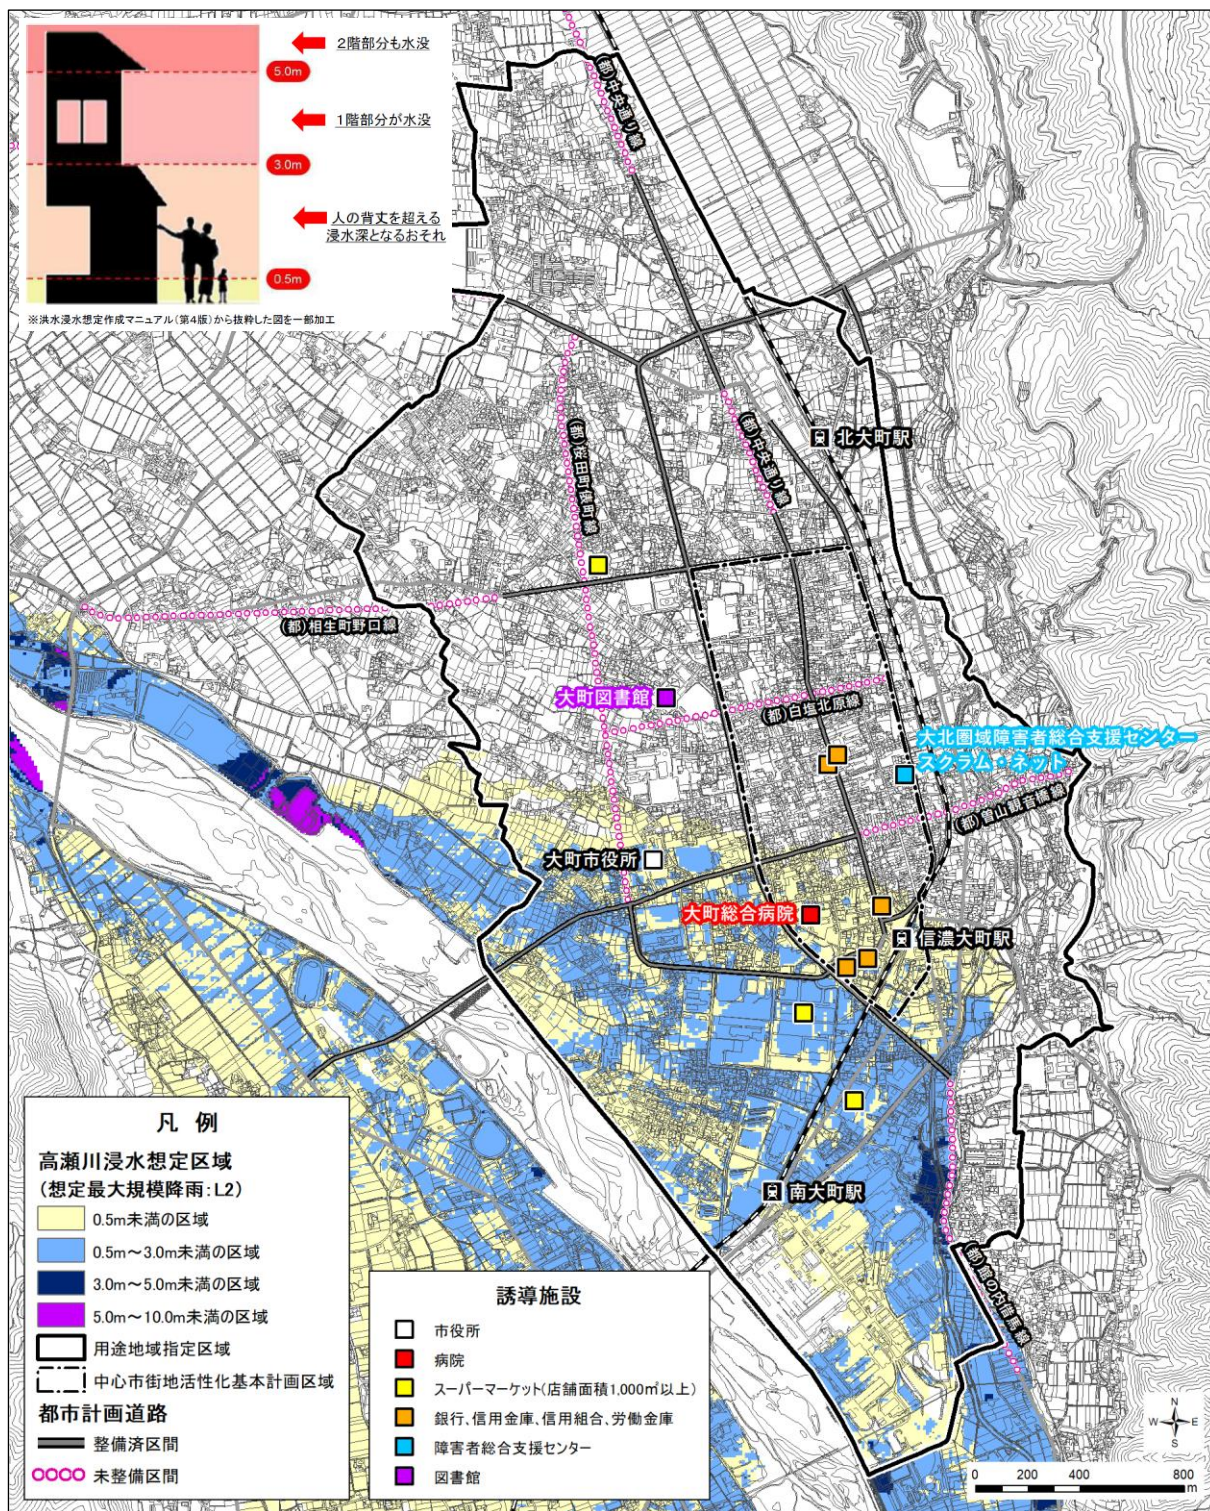 2階部分も水没
5.0m
1階部分が水没
3.0m
人の背丈を超える
浸水深となるおそれ
0.5m
※洪水浸水想定作成マニュアル(第4版)から抜粋した図を一部加工
(都)中央通り線
北大町駅
(都)中央通り線
(都)相生町野口線
大町図書館
(都)白塩北原線
大北圏域障害者総合支援センター
スクラム・ネット
大町市役所
大町総合病院
信濃大町駅
南大町駅
凡 例
高瀬川浸水想定区域
(想定最大規模降雨:L2)
0.5m未満の区域
0.5m～3.0m未満の区域
3.0m～5.0m未満の区域
5.0m～10.0m未満の区域
用途地域指定区域
中心市街地活性化基本計画区域
都市計画道路
整備済区間
未整備区間
誘導施設
市役所
病院
スーパーマーケット(店舗面積1,000㎡以上)
銀行、信用金庫、信用組合、労働金庫
障害者総合支援センター
図書館
N
W E
S
0 200 400 800
m